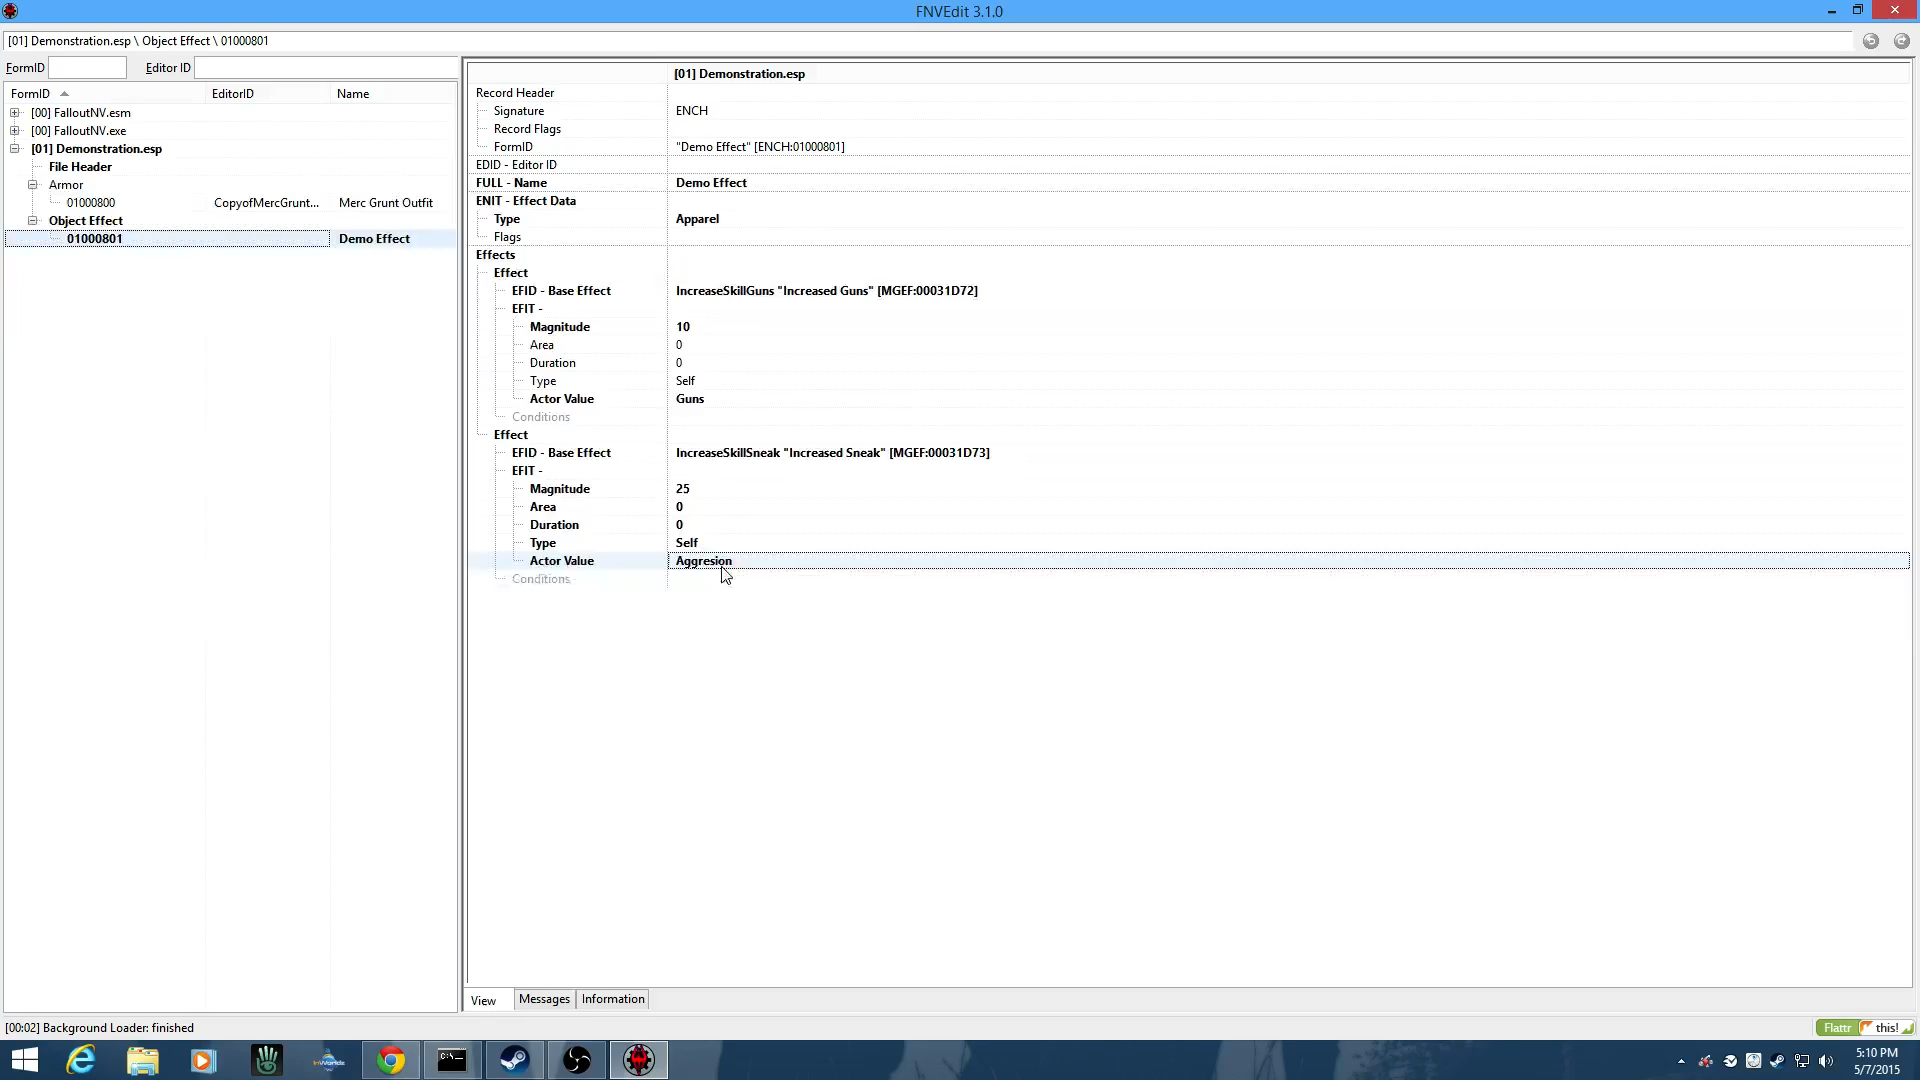 FNVEdit 3.1.0
[01] Demonstration.esp \ Object Effect \ 01000801
FormID Editor ID
FormID EditorID Name
[00] FalloutNV.esm
[00] FalloutNV.exe
[01] Demonstration.esp
File Header
Armor
01000800 CopyofMercGrunt... Merc Grunt Outfit
Object Effect
01000801 Demo Effect
[01] Demonstration.esp
Record Header
Signature ENCH
Record Flags
FormID "Demo Effect" [ENCH:01000801]
EDID - Editor ID
FULL - Name Demo Effect
ENIT - Effect Data
Type Apparel
Flags
Effects
Effect
EFID - Base Effect IncreaseSkillGuns "Increased Guns" [MGEF:00031D72]
EFIT -
Magnitude 10
Area 0
Duration 0
Type Self
Actor Value Guns
Conditions
Effect
EFID - Base Effect IncreaseSkillSneak "Increased Sneak" [MGEF:00031D73]
EFIT -
Magnitude 25
Area 0
Duration 0
Type Self
Actor Value Aggresion
Conditions
View Messages Information
[00:02] Background Loader: finished
Flattr this!
InWorldz
C:\
5:10 PM
5/7/2015